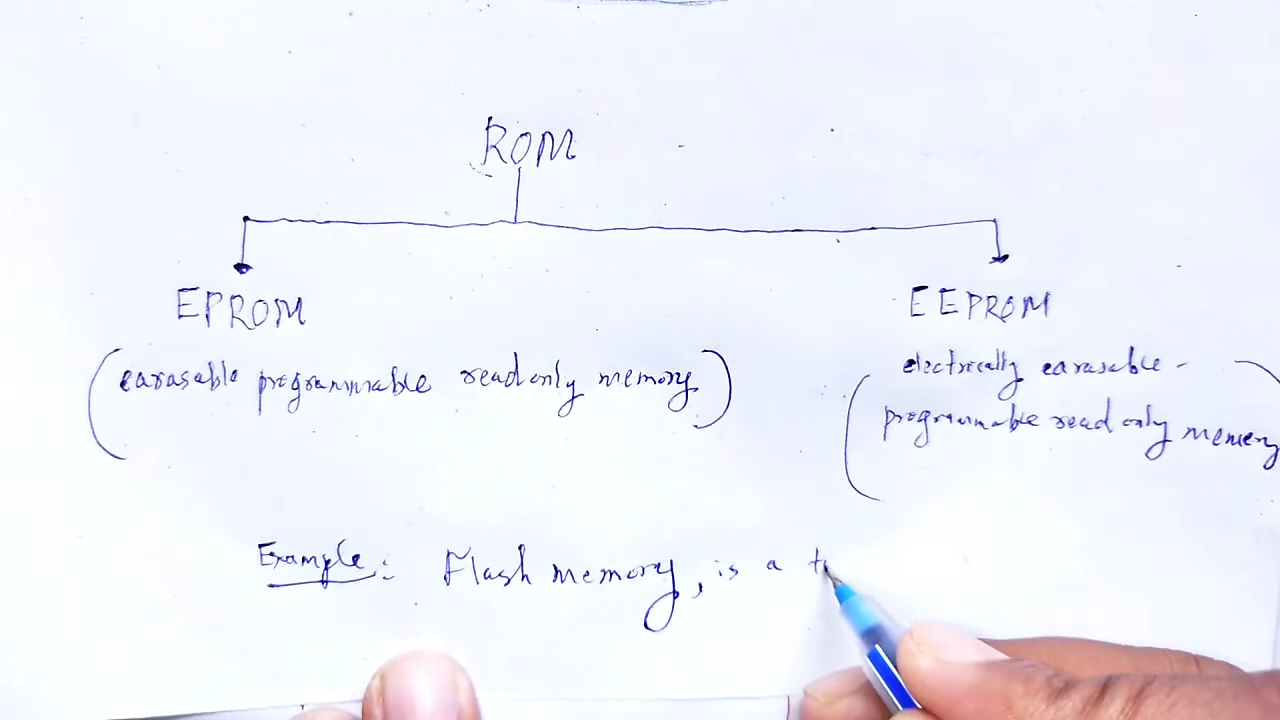 ROM
EPROM
(earasable programmable read only memory)
EEPROM
(electrically earasable -
programmable read only memory
Example: Flash memory, is a t